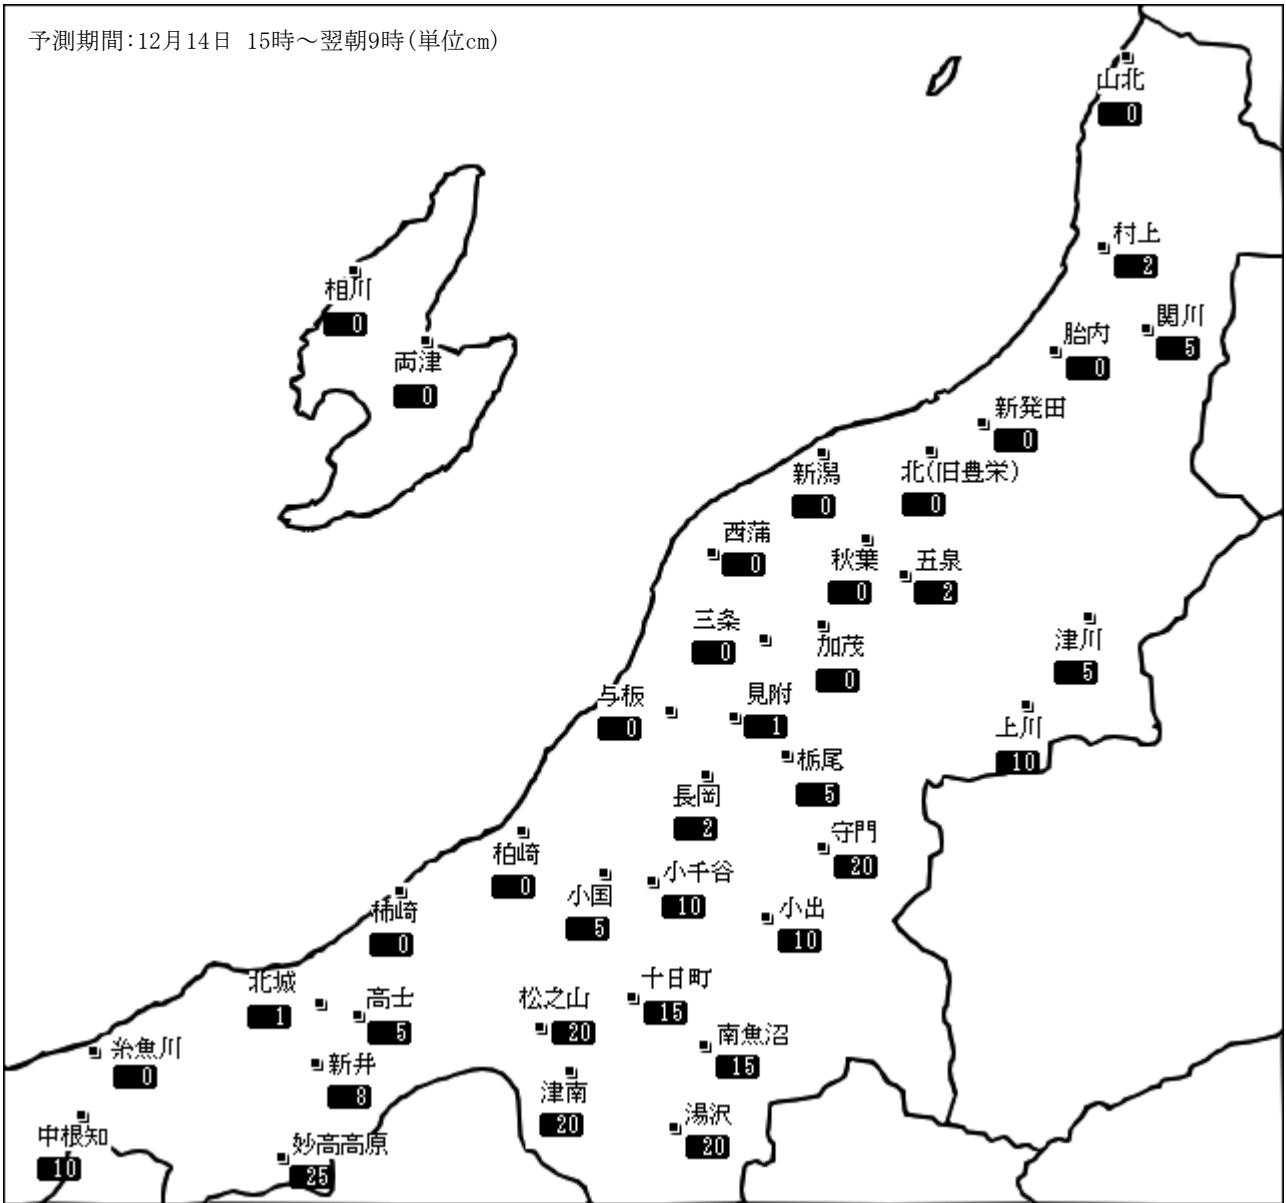 予測期間:12月14日 15時～翌朝9時(単位cm)
山北
0
村上
2
相川
0
関川
5
胎内
0
両津
0
新発田
0
新潟
0
北(旧豊栄)
0
西蒲
0
秋葉
0
五泉
2
三条
0
加茂
0
津川
5
与板
0
見附
1
上川
10
栃尾
5
長岡
2
守門
20
柏崎
0
小国
5
小千谷
10
小出
10
柿崎
0
北城
1
高士
5
松之山
20
十日町
15
南魚沼
15
糸魚川
0
新井
8
津南
20
湯沢
20
中根知
10
妙高高原
25